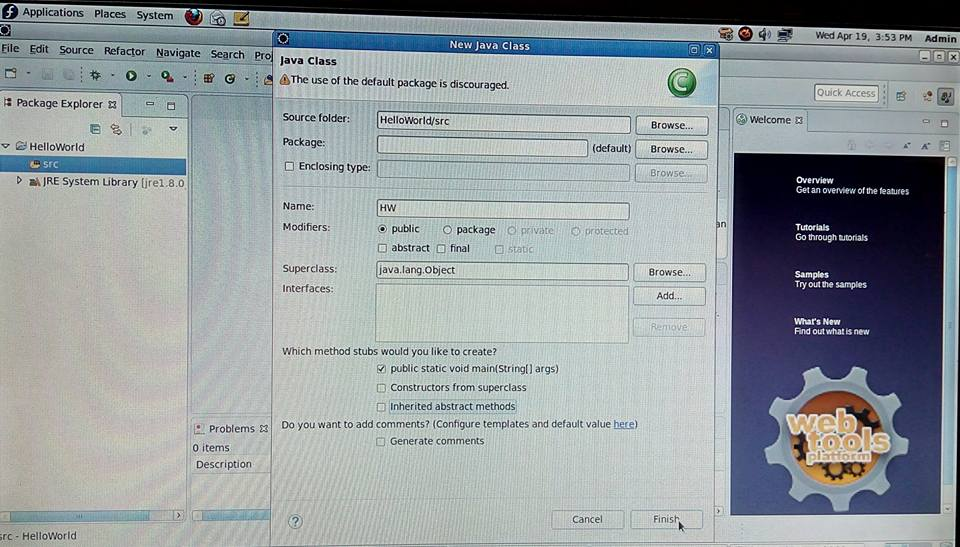 Applications Places System
Wed Apr 19, 3:53 PM Admin
New Java Class
File Edit Source Refactor Navigate Search
Java Class
The use of the default package is discouraged.
Quick Access
Package Explorer
Welcome
HelloWorld
src
JRE System Library [jre1.8.0
Source folder: HelloWorld/src Browse...
Package: (default) Browse...
Enclosing type: Browse...
Name: HW
Modifiers: public package private protected
abstract final static
Superclass: java.lang.Object Browse...
Interfaces: Add...
Remove
Which method stubs would you like to create?
public static void main(String[] args)
Constructors from superclass
Inherited abstract methods
Do you want to add comments? (Configure templates and default value here)
Generate comments
Cancel Finish
Problems
0 items
Description
Overview
Get an overview of the features
Tutorials
Go through tutorials
Samples
Try out the samples
What's New
Find out what is new
web
tools
platform
src - HelloWorld